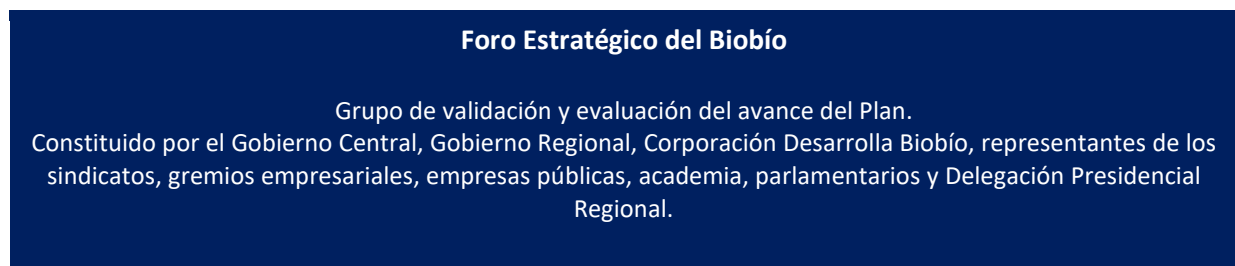 Foro Estratégico del Biobío
Grupo de validación y evaluación del avance del Plan.
Constituido por el Gobierno Central, Gobierno Regional, Corporación Desarrolla Biobío, representantes de los
sindicatos, gremios empresariales, empresas públicas, academia, parlamentarios y Delegación Presidencial
Regional.